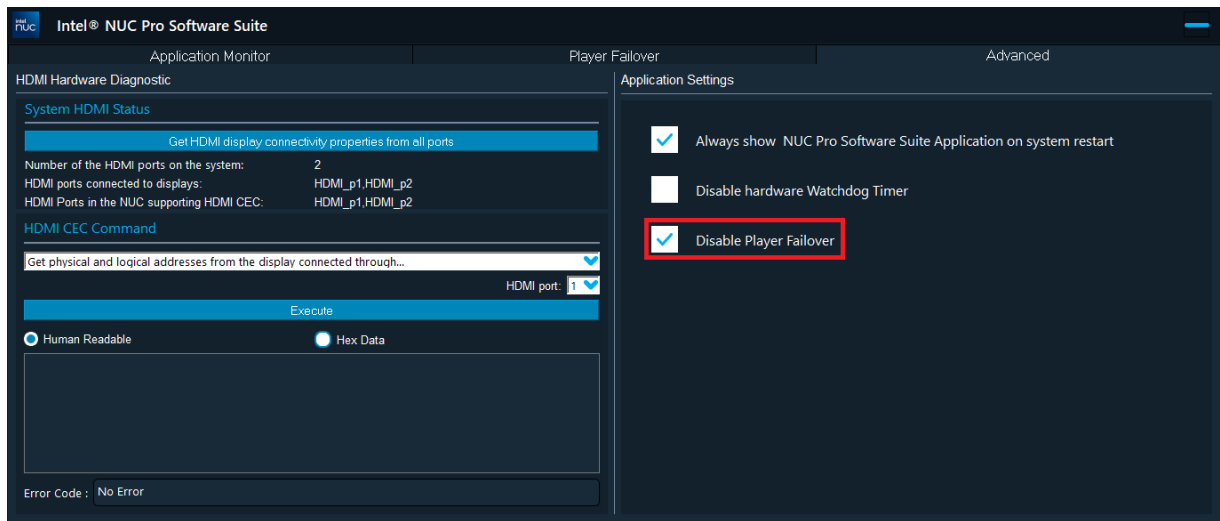 intel nuc Intel® NUC Pro Software Suite
Application Monitor Player Failover Advanced
HDMI Hardware Diagnostic
System HDMI Status
Get HDMI display connectivity properties from all ports
Number of the HDMI ports on the system: 2
HDMI ports connected to displays: HDMI_p1,HDMI_p2
HDMI Ports in the NUC supporting HDMI CEC: HDMI_p1,HDMI_p2
HDMI CEC Command
Get physical and logical addresses from the display connected through...
HDMI port: 1
Execute
Human Readable Hex Data
Error Code : No Error
Application Settings
Always show NUC Pro Software Suite Application on system restart
Disable hardware Watchdog Timer
Disable Player Failover